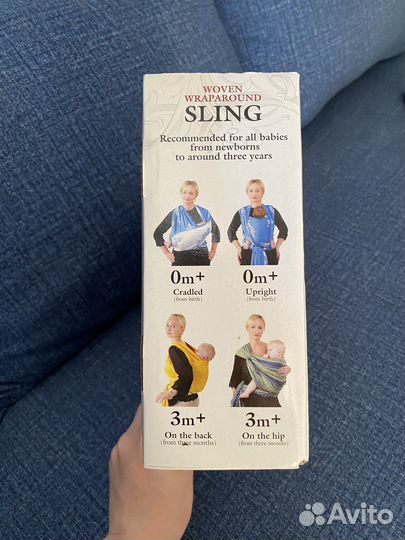 WOVEN
WRAPAROUND
SLING
Recommended for all babies
from newborns
to around three years
0m+
Cradled
(from birth)
0m+
Upright
(from birth)
3m+
On the back
(from three months)
3m+
On the hip
(from three months)
Avito